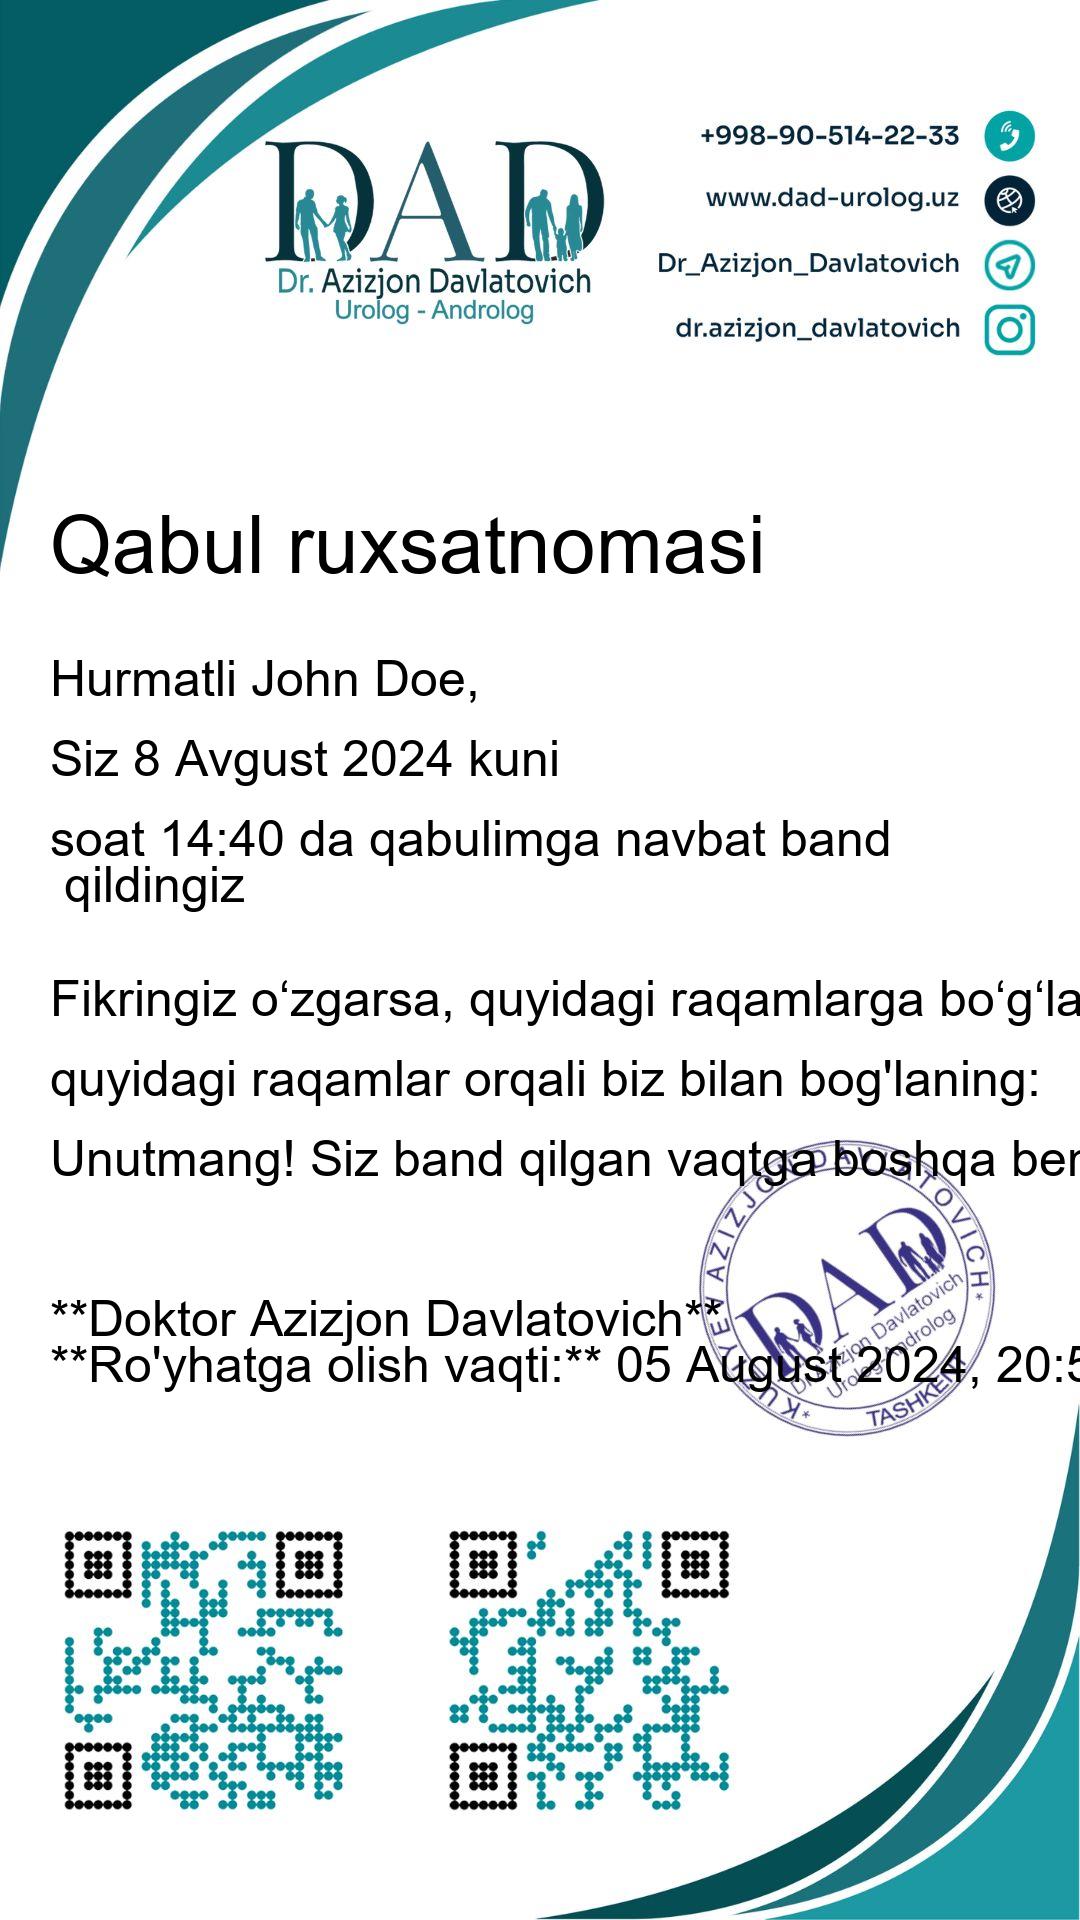 DAD
Dr. Azizjon Davlatovich
Urolog - Androlog
+998-90-514-22-33
www.dad-urolog.uz
Dr_Azizjon_Davlatovich
dr.azizjon_davlatovich
Qabul ruxsatnomasi
Hurmatli John Doe,
Siz 8 Avgust 2024 kuni
soat 14:40 da qabulimga navbat band
qildingiz
Fikringiz o‘zgarsa, quyidagi raqamlarga bo‘g‘la
quyidagi raqamlar orqali biz bilan bog'laning:
Unutmang! Siz band qilgan vaqtga boshqa
**Doktor Azizjon Davlatovich**
**Ro'yhatga olish vaqti:** 05 August 2024, 20:5
*KUZIYEV AZIZJON DAVLATOVICH*
DAD
Dr. Azizjon Davlatovich
Urolog-Androlog
TASHKENT